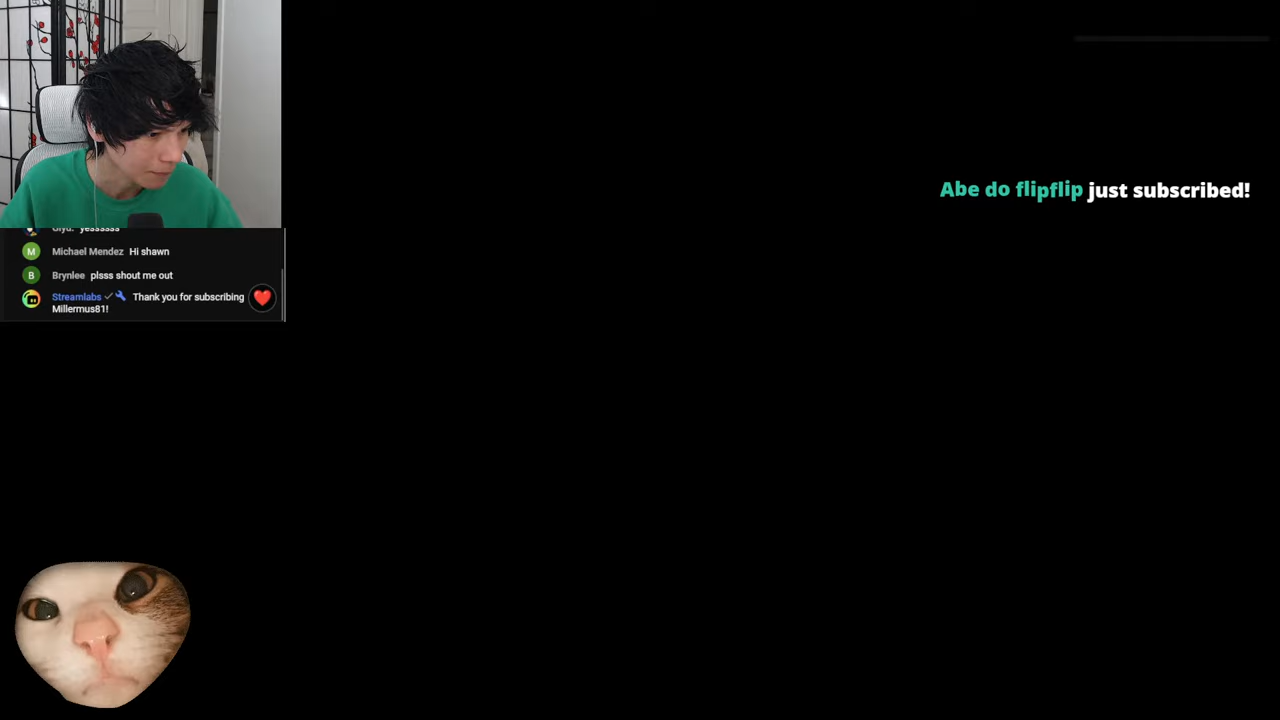 Abe do flipflip just subscribed!
yessssss
Michael Mendez Hi shawn
Brynlee plsss shout me out
Streamlabs Thank you for subscribing
Millermus81!